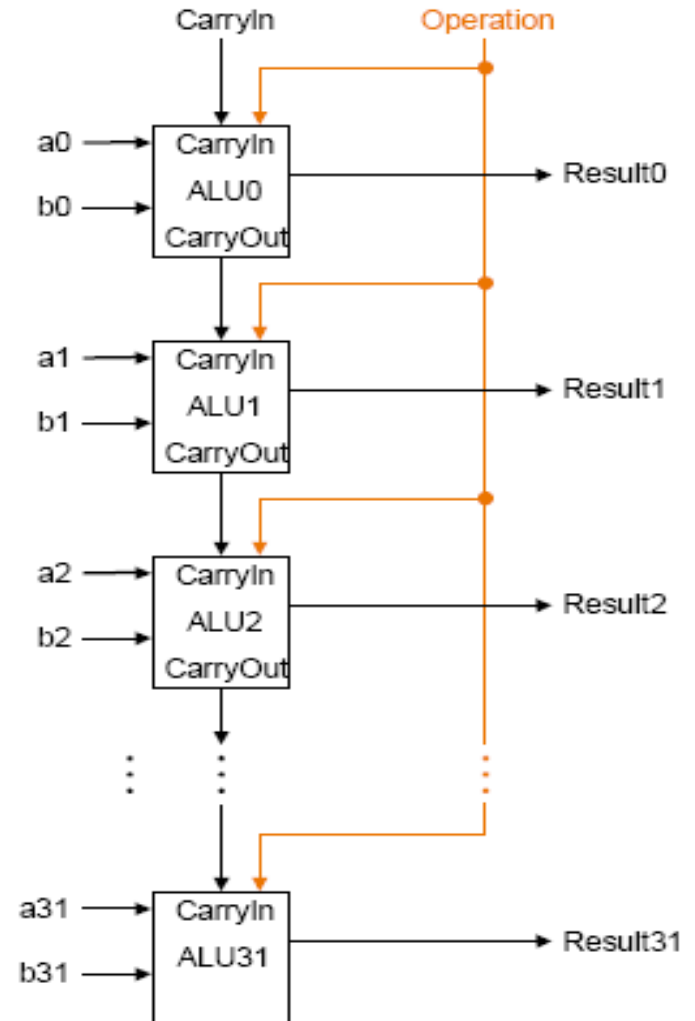 CarryIn Operation
a0
CarryIn
ALU0
Result0
b0
CarryOut
a1
CarryIn
ALU1
Result1
b1
CarryOut
a2
CarryIn
ALU2
Result2
b2
CarryOut
a31
CarryIn
ALU31
Result31
b31